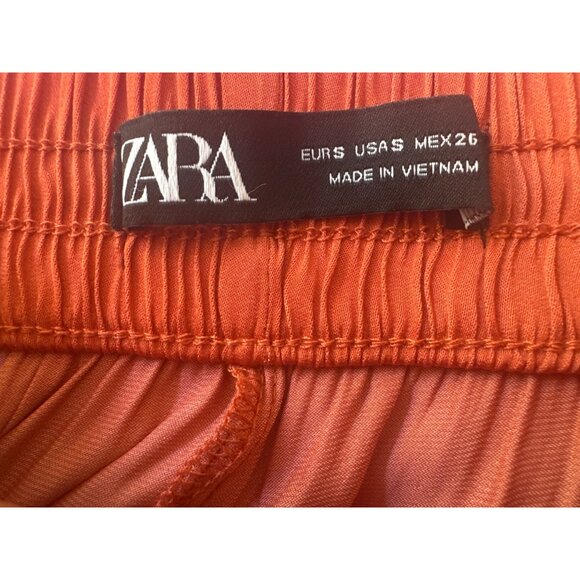 ZARA
EUR S USA S MEX 26
MADE IN VIETNAM